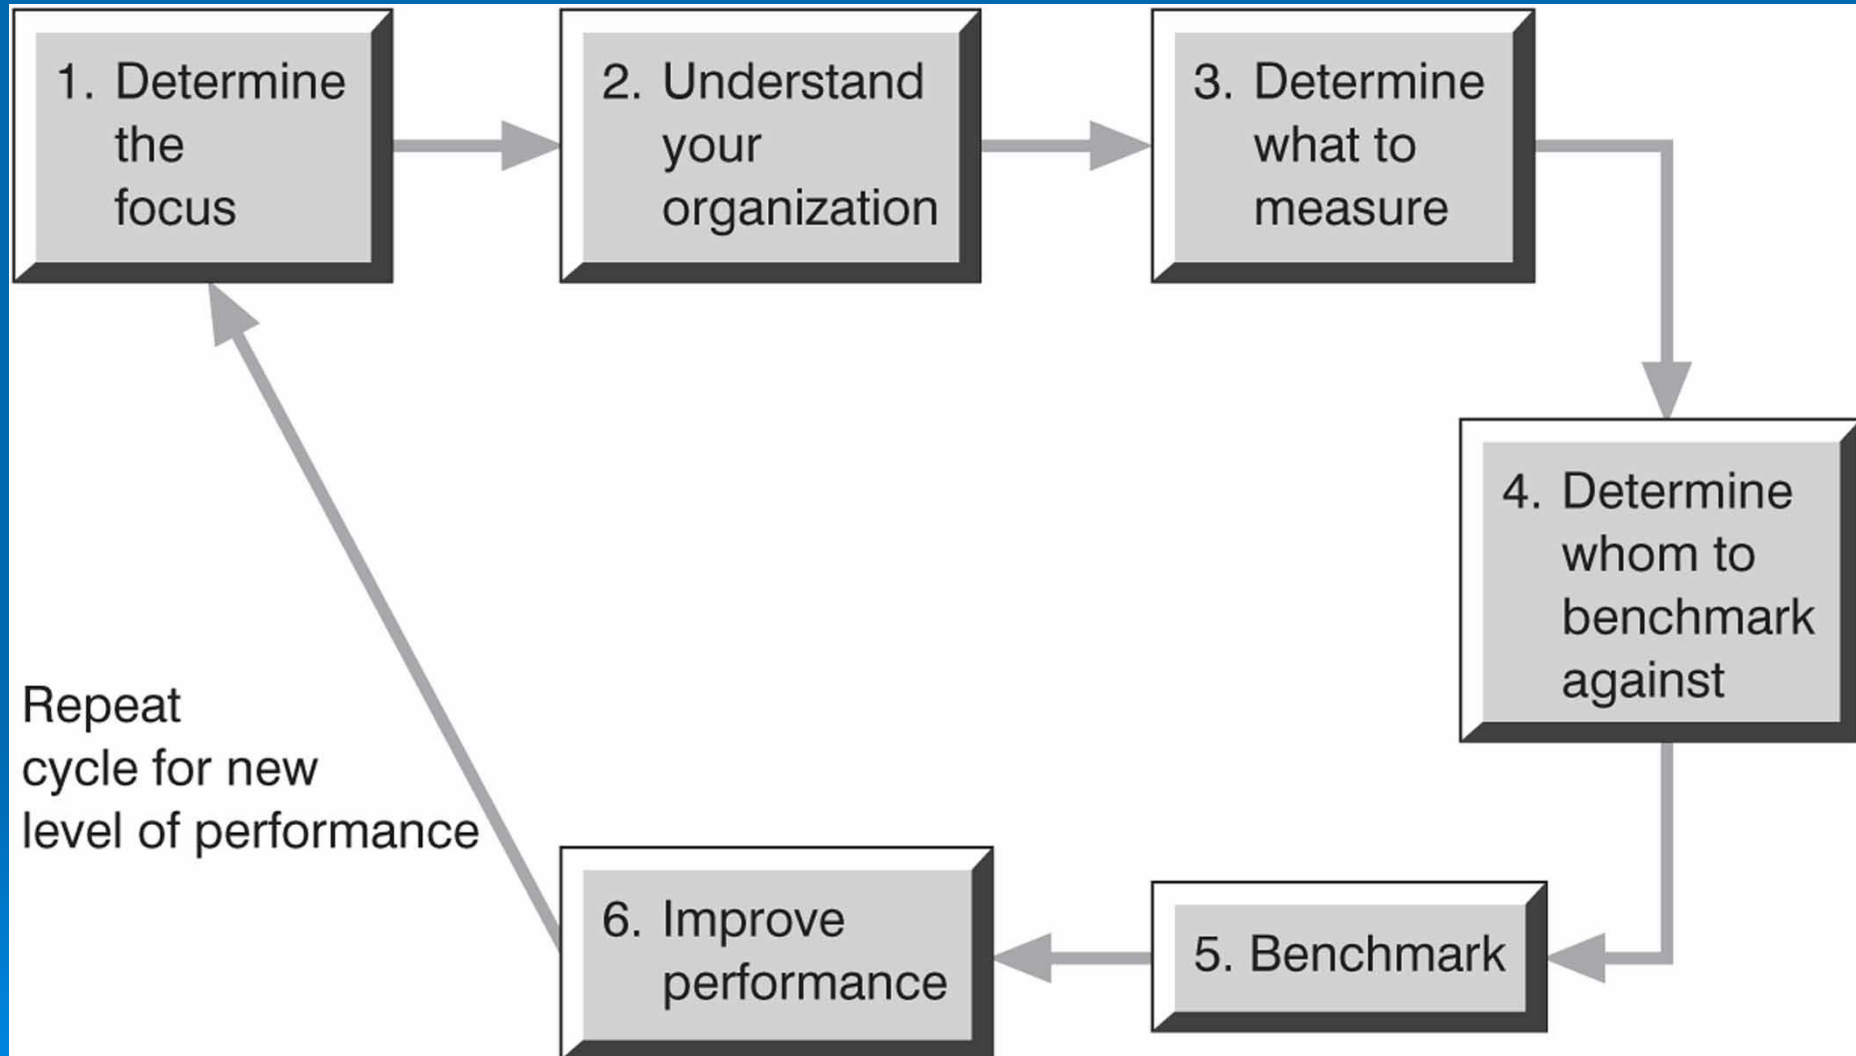 1. Determine
the
focus
2. Understand
your
organization
3. Determine
what to
measure
4. Determine
whom to
benchmark
against
5. Benchmark
6. Improve
performance
Repeat
cycle for new
level of performance